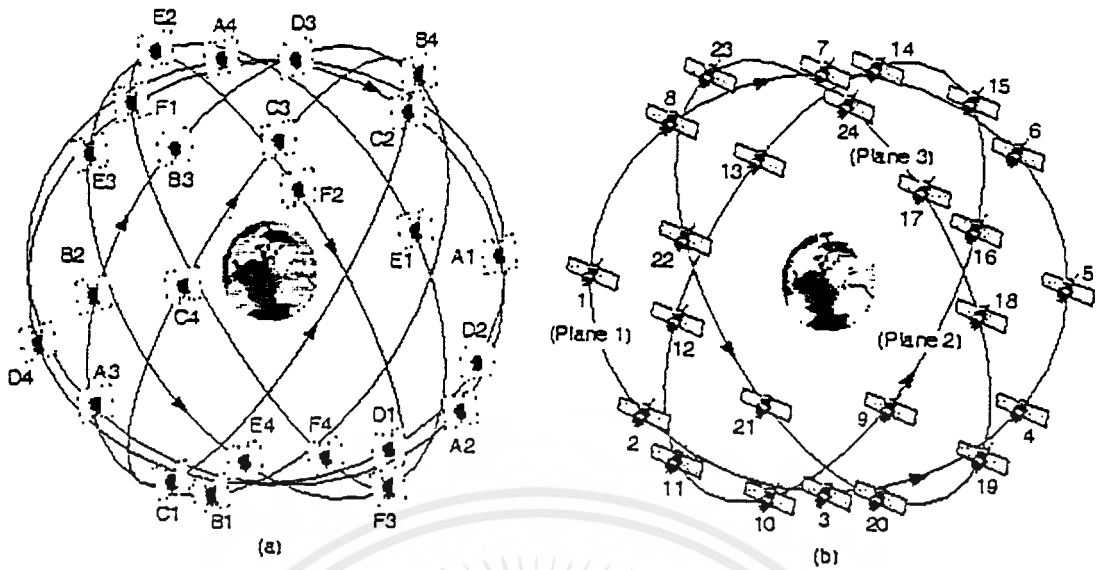 E2
A4
D3
B4
F1
C3
C2
E3
B3
F2
B2
E1
A1
C4
D2
D4
A3
D1
E4
F4
A2
C1
B1
F3
(a)
23
7
14
15
8
24
6
(Plane 3)
13
17
22
16
1
5
18
(Plane 1)
12
(Plane 2)
21
9
2
4
11
19
10
3
20
(b)